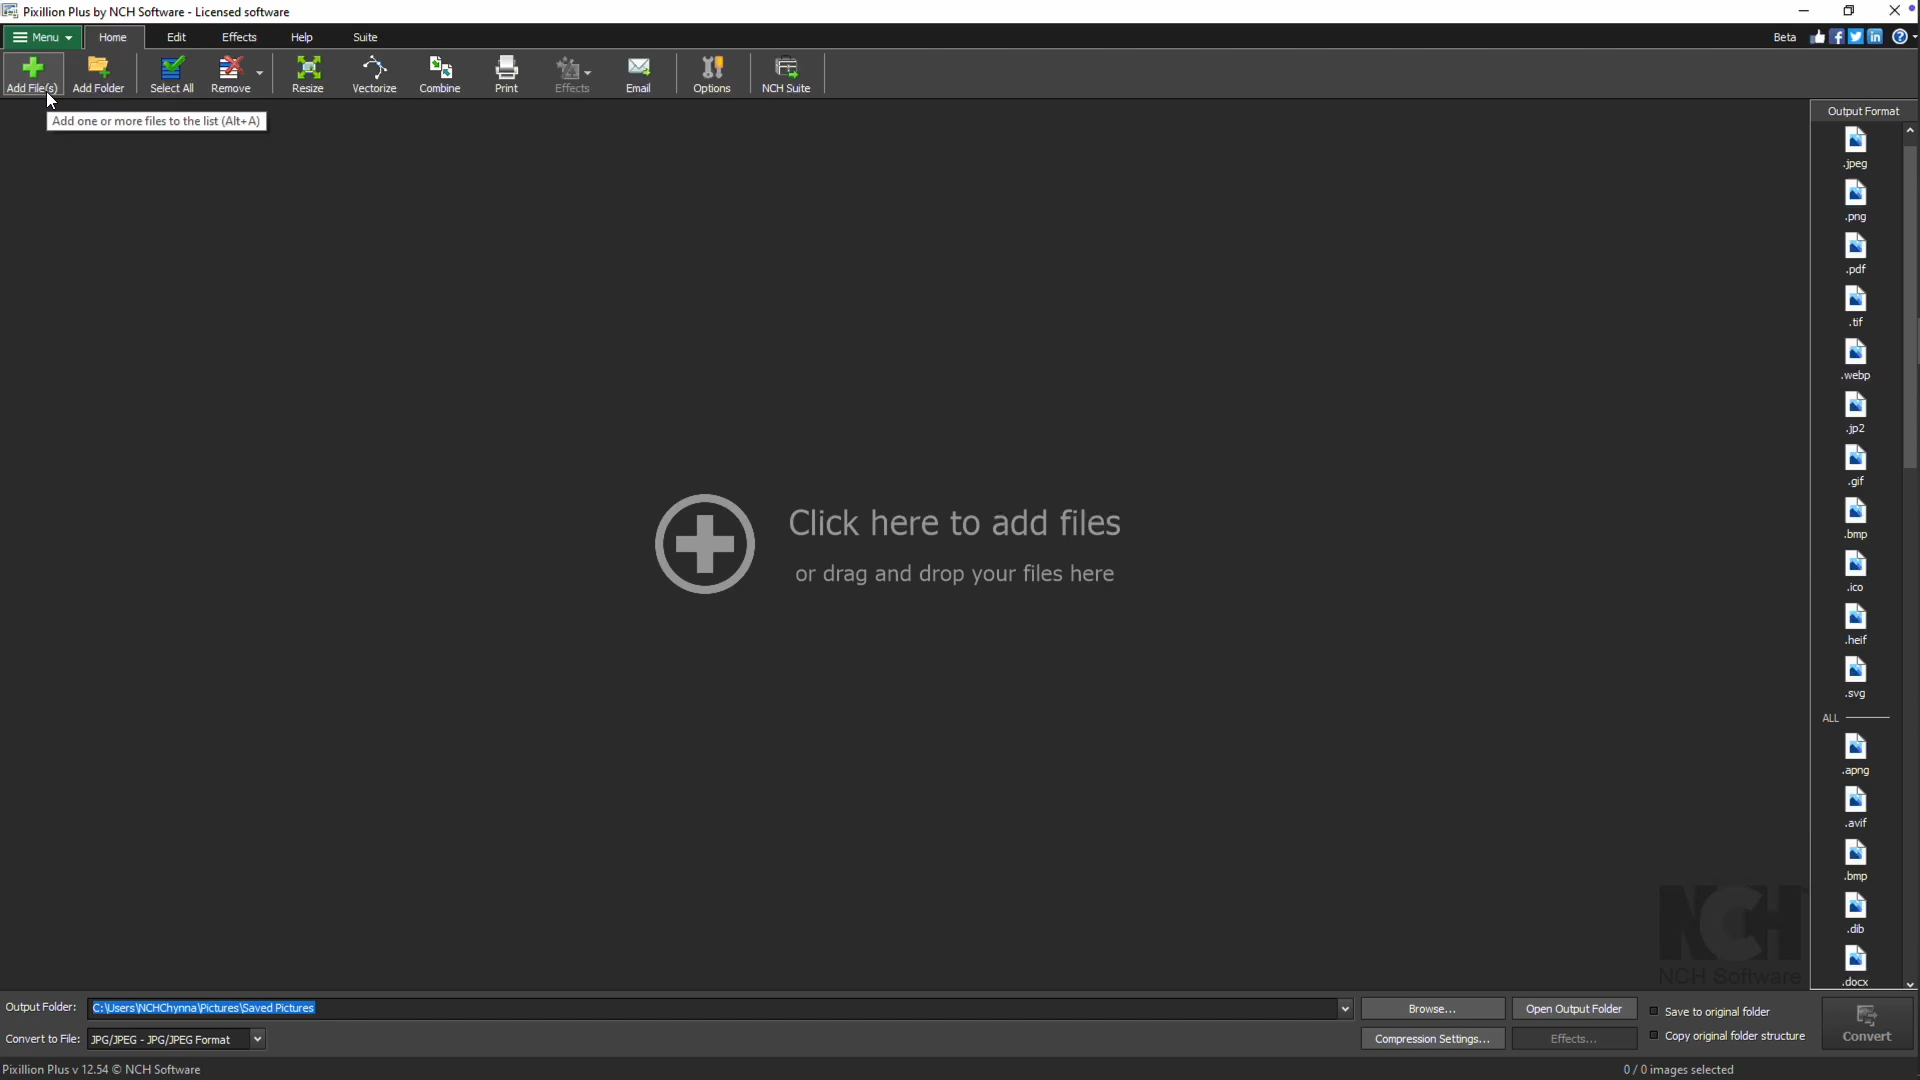 Pixillion Plus by NCH Software - Licensed software
Menu Home Edit Effects Help Suite Beta
Add File(s) Add Folder Select All Remove Resize Vectorize Combine Print Effects Email Options NCH Suite
Add one or more files to the list (Alt+A)
Output Format
.jpeg
.png
.pdf
.tif
.webp
.jp2
.gif
.bmp
.ico
.heif
.svg
ALL
.apng
.avif
.bmp
.dib
.docx
Click here to add files
or drag and drop your files here
NCH
NCH Software
Output Folder: C:\Users\NCHChynna\Pictures\Saved Pictures Browse... Open Output Folder Save to original folder
Convert to File: JPG/JPEG - JPG/JPEG Format Compression Settings... Effects... Copy original folder structure Convert
Pixillion Plus v 12.54 © NCH Software 0 / 0 images selected